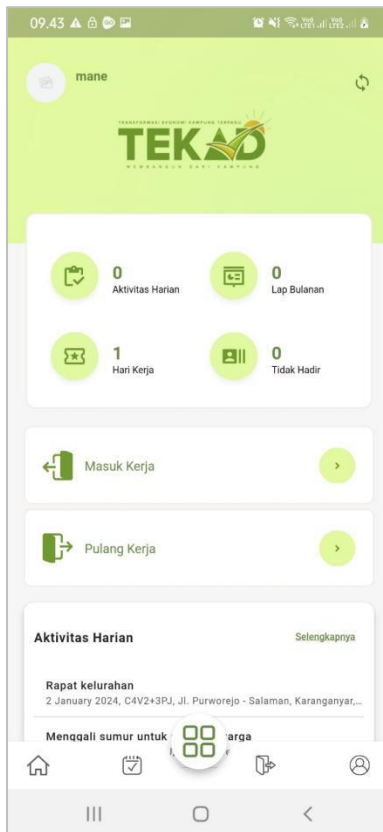 09.43
mane
TRANSFORMASI EKONOMI KAMPUNG TERPADU
TEKAD
MEMBANGUN DARI KAMPUNG
0
Aktivitas Harian
0
Lap Bulanan
1
Hari Kerja
0
Tidak Hadir
Masuk Kerja
Pulang Kerja
Aktivitas Harian
Selengkapnya
Rapat kelurahan
2 January 2024, C4V2+3PJ, Jl. Purworejo - Salaman, Karanganyar,...
Menggali sumur untuk